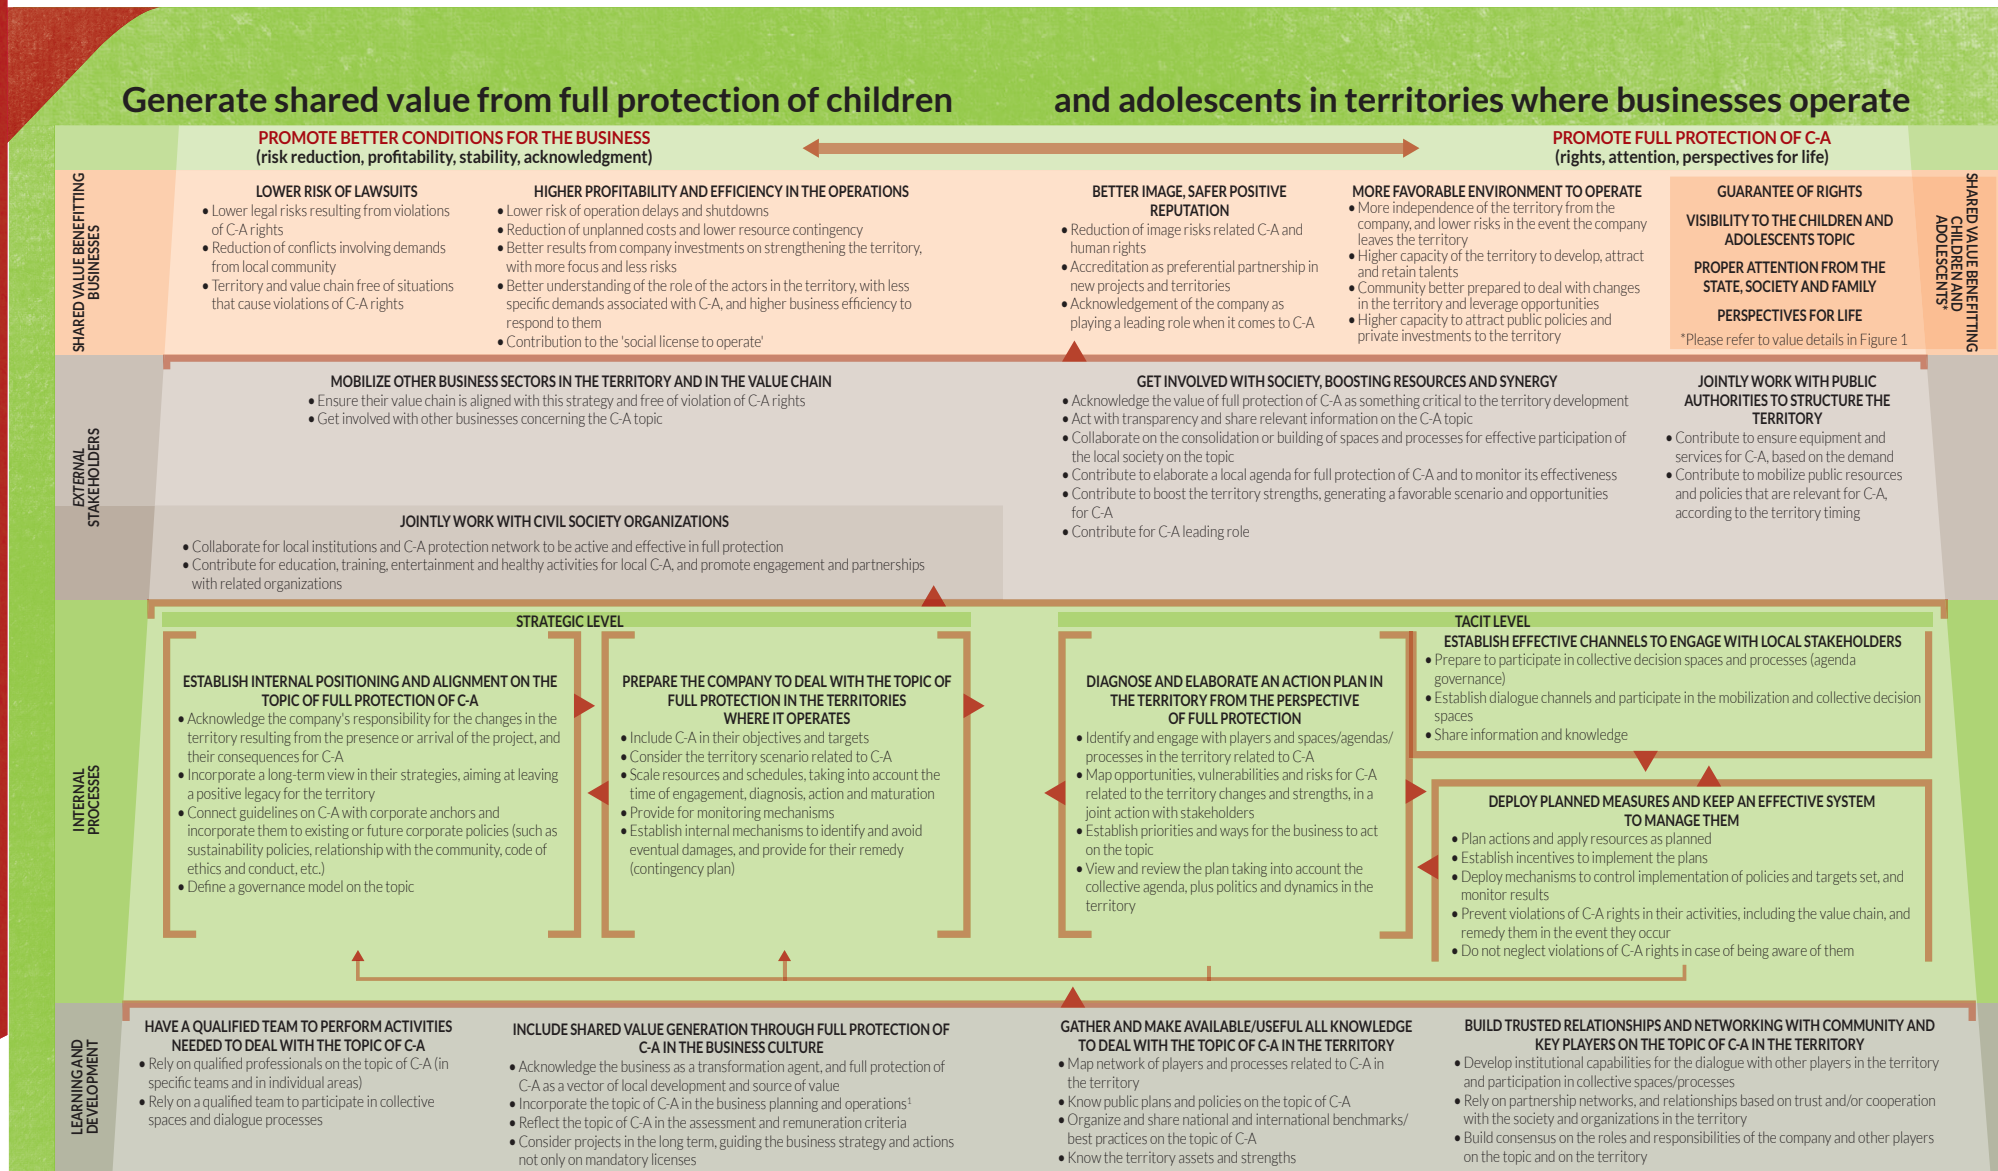 Generate shared value from full protection of children and adolescents in territories where businesses operate
PROMOTE BETTER CONDITIONS FOR THE BUSINESS
(risk reduction, profitability, stability, acknowledgment)
PROMOTE FULL PROTECTION OF C-A
(rights, attention, perspectives for life)
SHARED VALUE BENEFITTING
BUSINESSES
LOWER RISK OF LAWSUITS
• Lower legal risks resulting from violations
of C-A rights
• Reduction of conflicts involving demands
from local community
• Territory and value chain free of situations
that cause violations of C-A rights
HIGHER PROFITABILITY AND EFFICIENCY IN THE OPERATIONS
• Lower risk of operation delays and shutdowns
• Reduction of unplanned costs and lower resource contingency
• Better results from company investments on strengthening the territory,
with more focus and less risks
• Better understanding of the role of the actors in the territory, with less
specific demands associated with C-A, and higher business efficiency to
respond to them
• Contribution to the 'social license to operate'
BETTER IMAGE, SAFER POSITIVE
REPUTATION
• Reduction of image risks related C-A and
human rights
• Accreditation as preferential partnership in
new projects and territories
• Acknowledgement of the company as
playing a leading role when it comes to C-A
MORE FAVORABLE ENVIRONMENT TO OPERATE
• More independence of the territory from the
company, and lower risks in the event the company
leaves the territory
• Higher capacity of the territory to develop, attract
and retain talents
• Community better prepared to deal with changes
in the territory and leverage opportunities
• Higher capacity to attract public policies and
private investments to the territory
GUARANTEE OF RIGHTS
VISIBILITY TO THE CHILDREN AND
ADOLESCENTS TOPIC
PROPER ATTENTION FROM THE
STATE, SOCIETY AND FAMILY
PERSPECTIVES FOR LIFE
*Please refer to value details in Figure 1
SHARED VALUE BENEFITTING
CHILDREN AND
ADOLESCENTS*
EXTERNAL
STAKEHOLDERS
MOBILIZE OTHER BUSINESS SECTORS IN THE TERRITORY AND IN THE VALUE CHAIN
• Ensure their value chain is aligned with this strategy and free of violation of C-A rights
• Get involved with other businesses concerning the C-A topic
JOINTLY WORK WITH CIVIL SOCIETY ORGANIZATIONS
• Collaborate for local institutions and C-A protection network to be active and effective in full protection
• Contribute for education, training, entertainment and healthy activities for local C-A, and promote engagement and partnerships
with related organizations
GET INVOLVED WITH SOCIETY, BOOSTING RESOURCES AND SYNERGY
• Acknowledge the value of full protection of C-A as something critical to the territory development
• Act with transparency and share relevant information on the C-A topic
• Collaborate on the consolidation or building of spaces and processes for effective participation of
the local society on the topic
• Contribute to elaborate a local agenda for full protection of C-A and to monitor its effectiveness
• Contribute to boost the territory strengths, generating a favorable scenario and opportunities
for C-A
• Contribute for C-A leading role
JOINTLY WORK WITH PUBLIC
AUTHORITIES TO STRUCTURE THE
TERRITORY
• Contribute to ensure equipment and
services for C-A, based on the demand
• Contribute to mobilize public resources
and policies that are relevant for C-A,
according to the territory timing
INTERNAL
PROCESSES
STRATEGIC LEVEL
ESTABLISH INTERNAL POSITIONING AND ALIGNMENT ON THE
TOPIC OF FULL PROTECTION OF C-A
• Acknowledge the company's responsibility for the changes in the
territory resulting from the presence or arrival of the project, and
their consequences for C-A
• Incorporate a long-term view in their strategies, aiming at leaving
a positive legacy for the territory
• Connect guidelines on C-A with corporate anchors and
incorporate them to existing or future corporate policies (such as
sustainability policies, relationship with the community, code of
ethics and conduct, etc.)
• Define a governance model on the topic
PREPARE THE COMPANY TO DEAL WITH THE TOPIC OF
FULL PROTECTION IN THE TERRITORIES
WHERE IT OPERATES
• Include C-A in their objectives and targets
• Consider the territory scenario related to C-A
• Scale resources and schedules, taking into account the
time of engagement, diagnosis, action and maturation
• Provide for monitoring mechanisms
• Establish internal mechanisms to identify and avoid
eventual damages, and provide for their remedy
(contingency plan)
TACIT LEVEL
DIAGNOSE AND ELABORATE AN ACTION PLAN IN
THE TERRITORY FROM THE PERSPECTIVE
OF FULL PROTECTION
• Identify and engage with players and spaces/agendas/
processes in the territory related to C-A
• Map opportunities, vulnerabilities and risks for C-A
related to the territory changes and strengths, in a
joint action with stakeholders
• Establish priorities and ways for the business to act
on the topic
• View and review the plan taking into account the
collective agenda, plus politics and dynamics in the
territory
ESTABLISH EFFECTIVE CHANNELS TO ENGAGE WITH LOCAL STAKEHOLDERS
• Prepare to participate in collective decision spaces and processes (agenda
governance)
• Establish dialogue channels and participate in the mobilization and collective decision
spaces
• Share information and knowledge
DEPLOY PLANNED MEASURES AND KEEP AN EFFECTIVE SYSTEM
TO MANAGE THEM
• Plan actions and apply resources as planned
• Establish incentives to implement the plans
• Deploy mechanisms to control implementation of policies and targets set, and
monitor results
• Prevent violations of C-A rights in their activities, including the value chain, and
remedy them in the event they occur
• Do not neglect violations of C-A rights in case of being aware of them
LEARNING AND
DEVELOPMENT
HAVE A QUALIFIED TEAM TO PERFORM ACTIVITIES
NEEDED TO DEAL WITH THE TOPIC OF C-A
• Rely on qualified professionals on the topic of C-A (in
specific teams and in individual areas)
• Rely on a qualified team to participate in collective
spaces and dialogue processes
INCLUDE SHARED VALUE GENERATION THROUGH FULL PROTECTION OF
C-A IN THE BUSINESS CULTURE
• Acknowledge the business as a transformation agent, and full protection of
C-A as a vector of local development and source of value
• Incorporate the topic of C-A in the business planning and operations¹
• Reflect the topic of C-A in the assessment and remuneration criteria
• Consider projects in the long term, guiding the business strategy and actions
not only on mandatory licenses
GATHER AND MAKE AVAILABLE/USEFUL ALL KNOWLEDGE
TO DEAL WITH THE TOPIC OF C-A IN THE TERRITORY
• Map network of players and processes related to C-A in
the territory
• Know public plans and policies on the topic of C-A
• Organize and share national and international benchmarks/
best practices on the topic of C-A
• Know the territory assets and strengths
BUILD TRUSTED RELATIONSHIPS AND NETWORKING WITH COMMUNITY AND
KEY PLAYERS ON THE TOPIC OF C-A IN THE TERRITORY
• Develop institutional capabilities for the dialogue with other players in the territory
and participation in collective spaces/processes
• Rely on partnership networks, and relationships based on trust and/or cooperation
with the society and organizations in the territory
• Build consensus on the roles and responsibilities of the company and other players
on the topic and on the territory